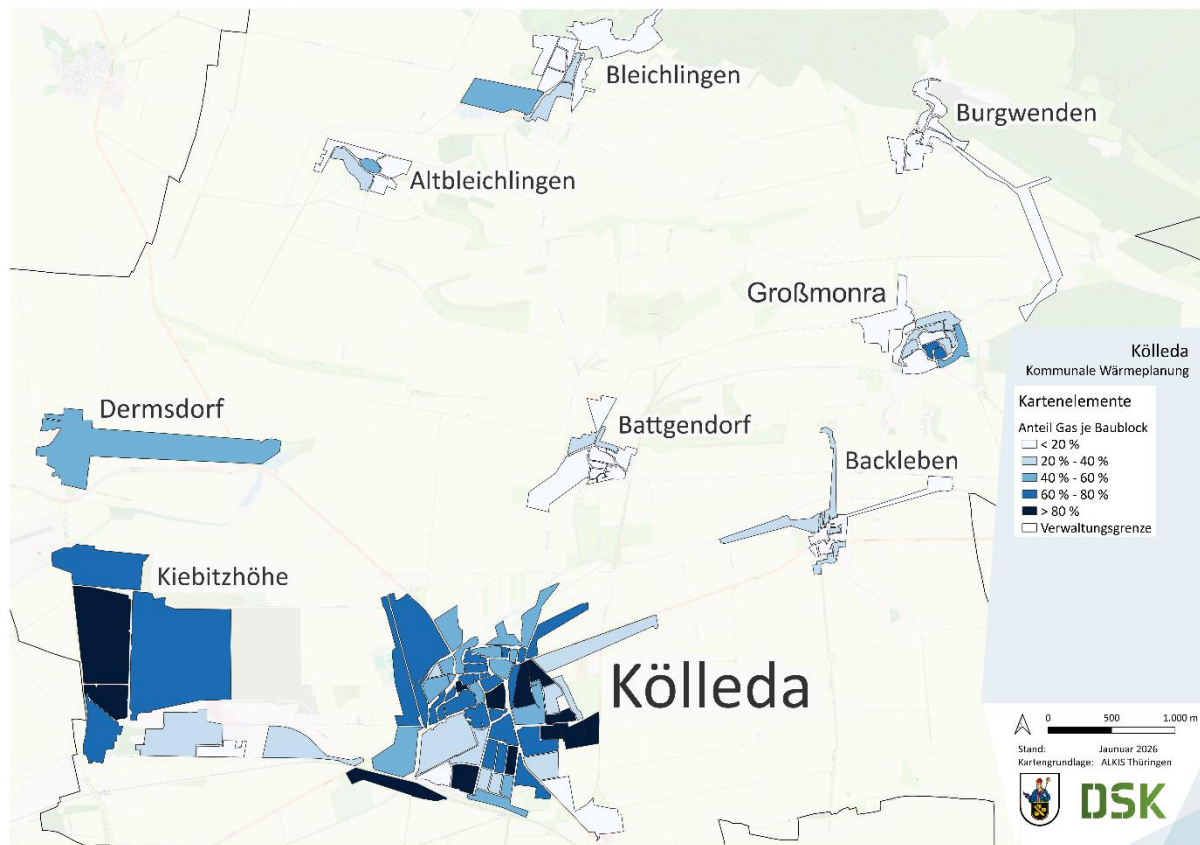 Bleichlingen
Burgwenden
Altbleichlingen
Großmonra
Dermsdorf
Battgendorf
Backleben
Kiebitzhöhe
Kölleda
Kölleda
Kommunale Wärmeplanung
Kartenelemente
Anteil Gas je Baublock
< 20 %
20 % - 40 %
40 % - 60 %
60 % - 80 %
> 80 %
Verwaltungsgrenze
0 500 1.000 m
Stand: Jaunuar 2026
Kartengrundlage: ALKIS Thüringen
DSK